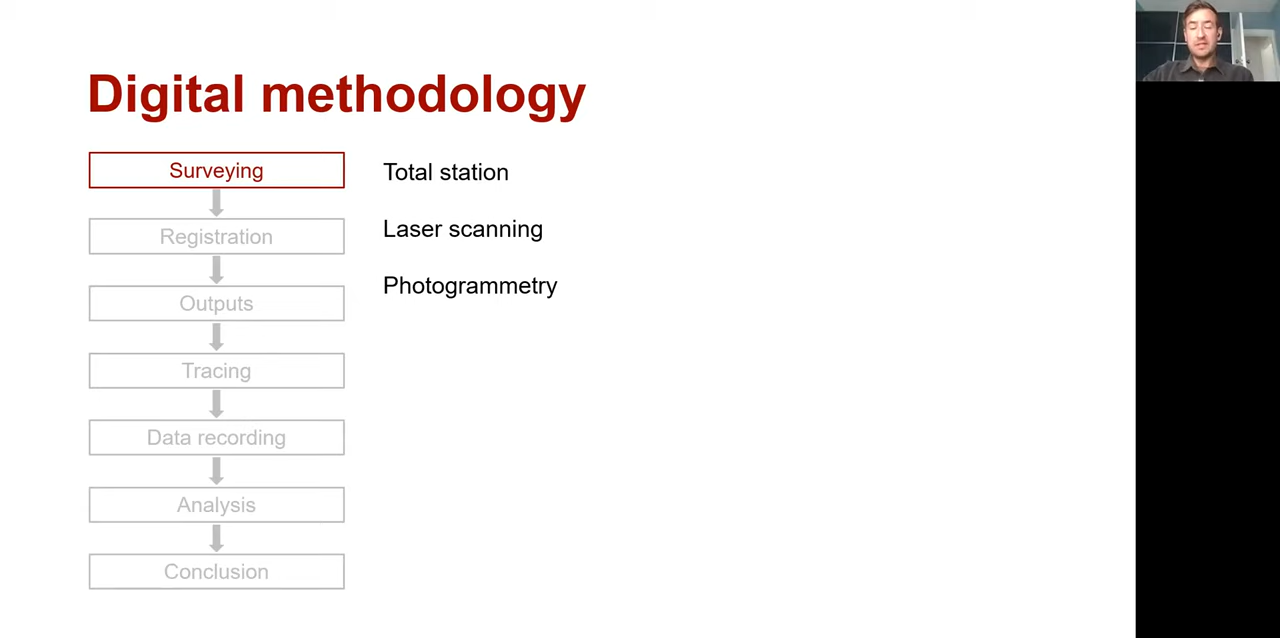 Digital methodology
Surveying
Registration
Outputs
Tracing
Data recording
Analysis
Conclusion
Total station
Laser scanning
Photogrammetry